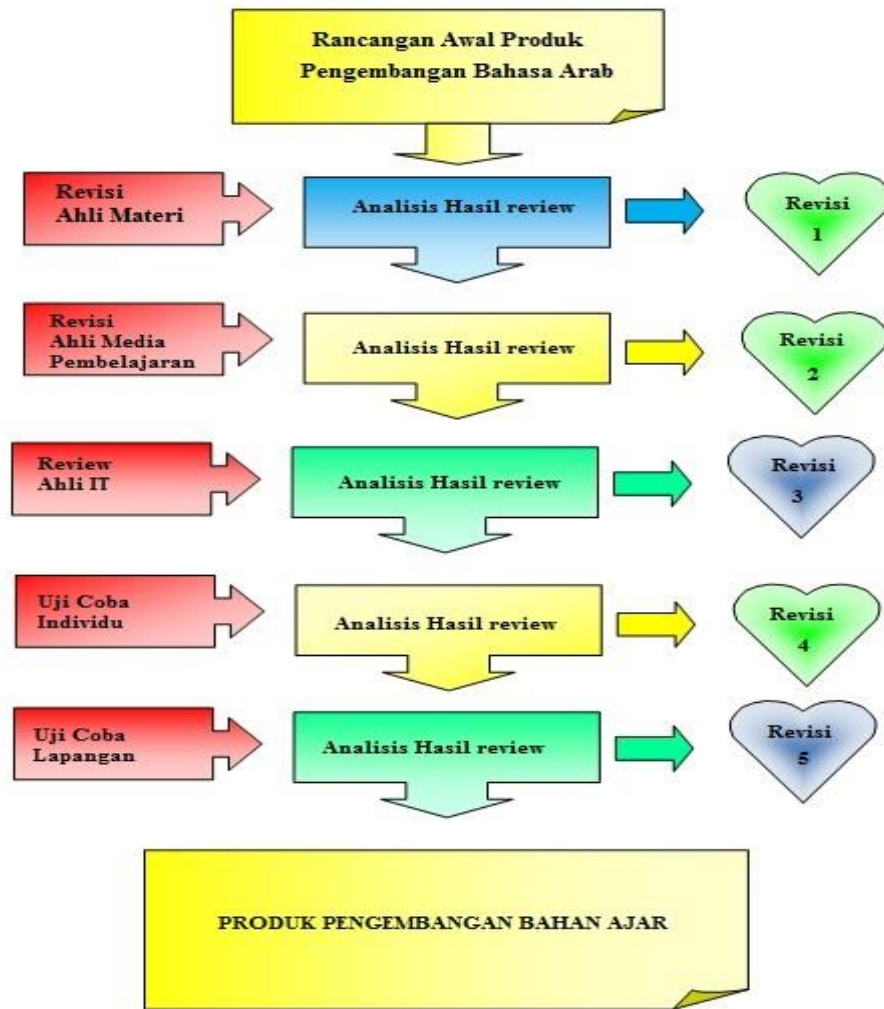 Rancangan Awal Produk
Pengembangan Bahasa Arab
Revisi
Ahli Materi
Analisis Hasil review
Revisi
1
Revisi
Ahli Media
Pembelajaran
Analisis Hasil review
Revisi
2
Review
Ahli IT
Analisis Hasil review
Revisi
3
Uji Coba
Individu
Analisis Hasil review
Revisi
4
Uji Coba
Lapangan
Analisis Hasil review
Revisi
5
PRODUK PENGEMBANGAN BAHAN AJAR